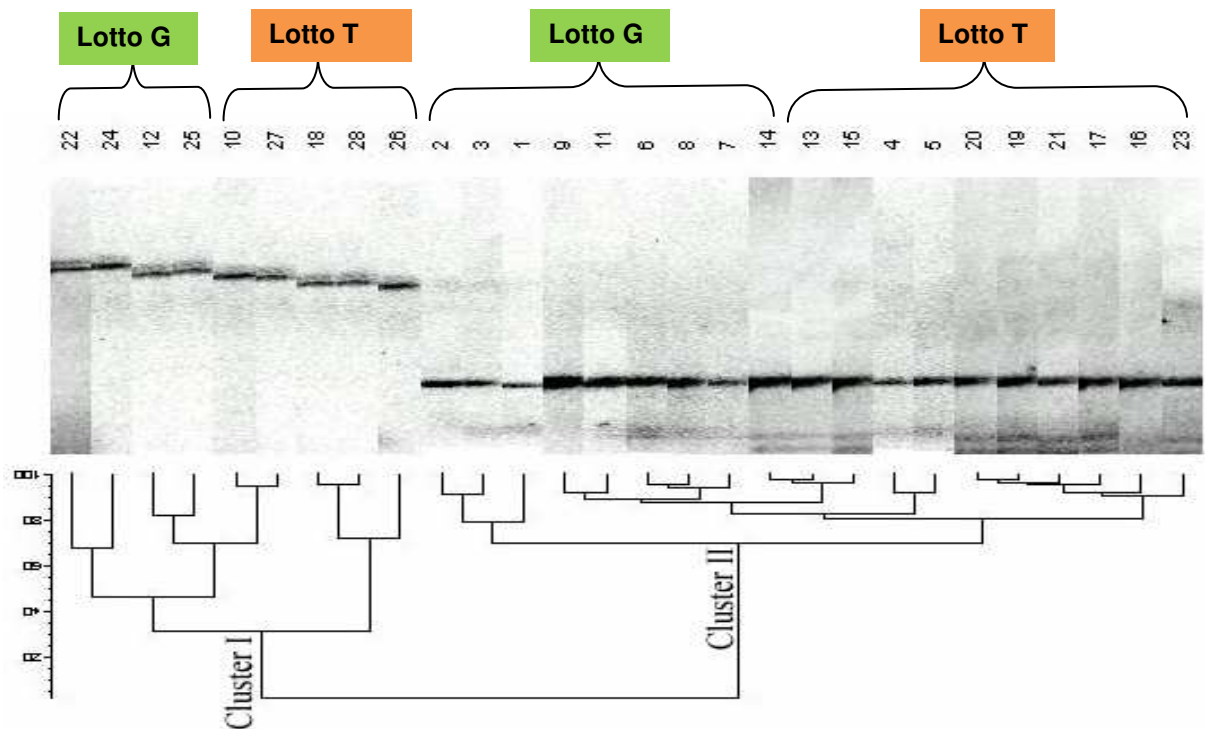 Lotto G Lotto T Lotto G Lotto T
22 24 12 25 10 27 18 28 26 2 3 1 9 11 6 8 7 14 13 15 4 5 20 19 21 17 16 23
100
Cluster I
Cluster II